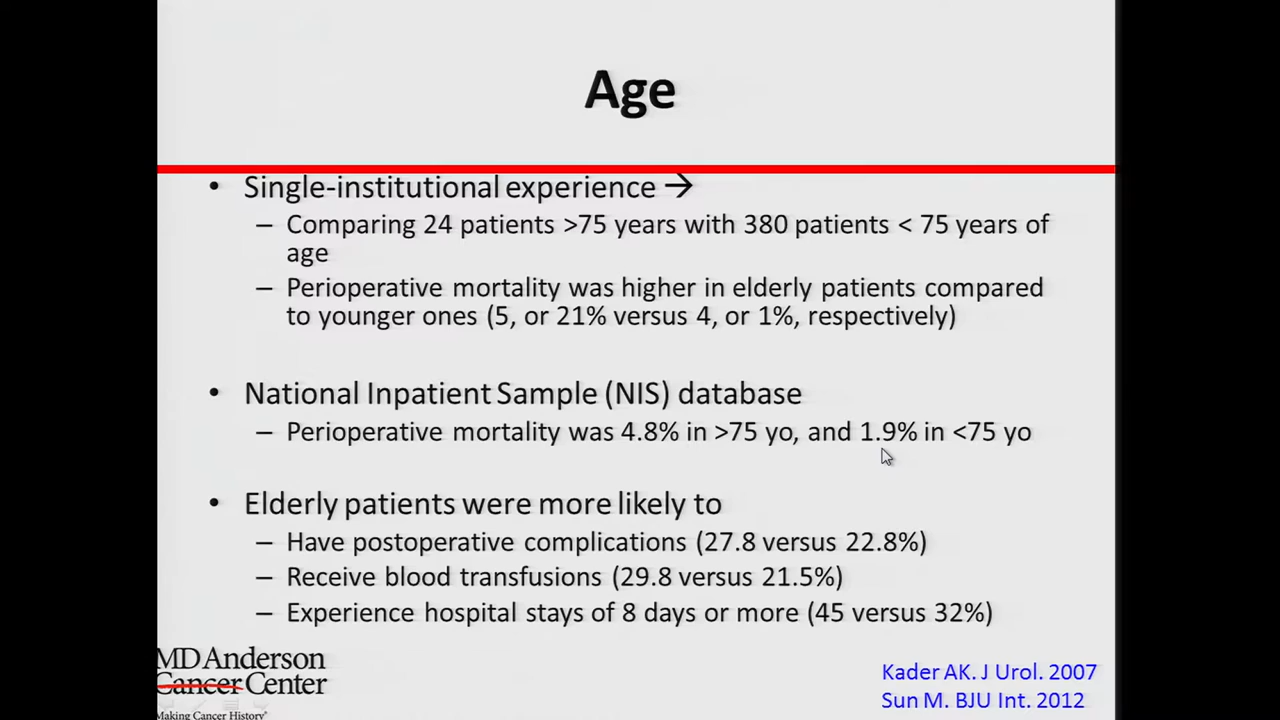 Age
• Single-institutional experience →
– Comparing 24 patients >75 years with 380 patients < 75 years of
age
– Perioperative mortality was higher in elderly patients compared
to younger ones (5, or 21% versus 4, or 1%, respectively)
• National Inpatient Sample (NIS) database
– Perioperative mortality was 4.8% in >75 yo, and 1.9% in <75 yo
• Elderly patients were more likely to
– Have postoperative complications (27.8 versus 22.8%)
– Receive blood transfusions (29.8 versus 21.5%)
– Experience hospital stays of 8 days or more (45 versus 32%)
MD Anderson
Cancer Center
Making Cancer History®
Kader AK. J Urol. 2007
Sun M. BJU Int. 2012